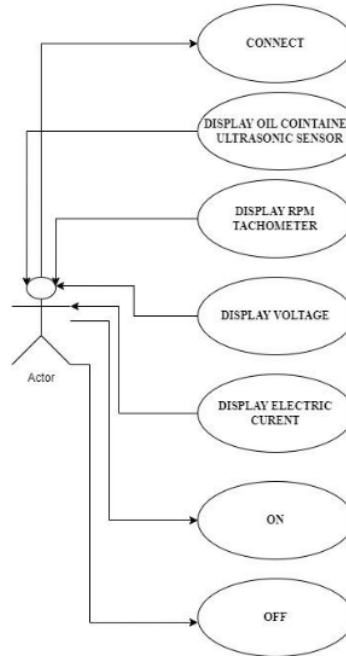 CONNECT
DISPLAY OIL COINTAINE
ULTRASONIC SENSOR
DISPLAY RPM
TACHOMETER
DISPLAY VOLTAGE
Actor
DISPLAY ELECTRIC
CURENT
ON
OFF